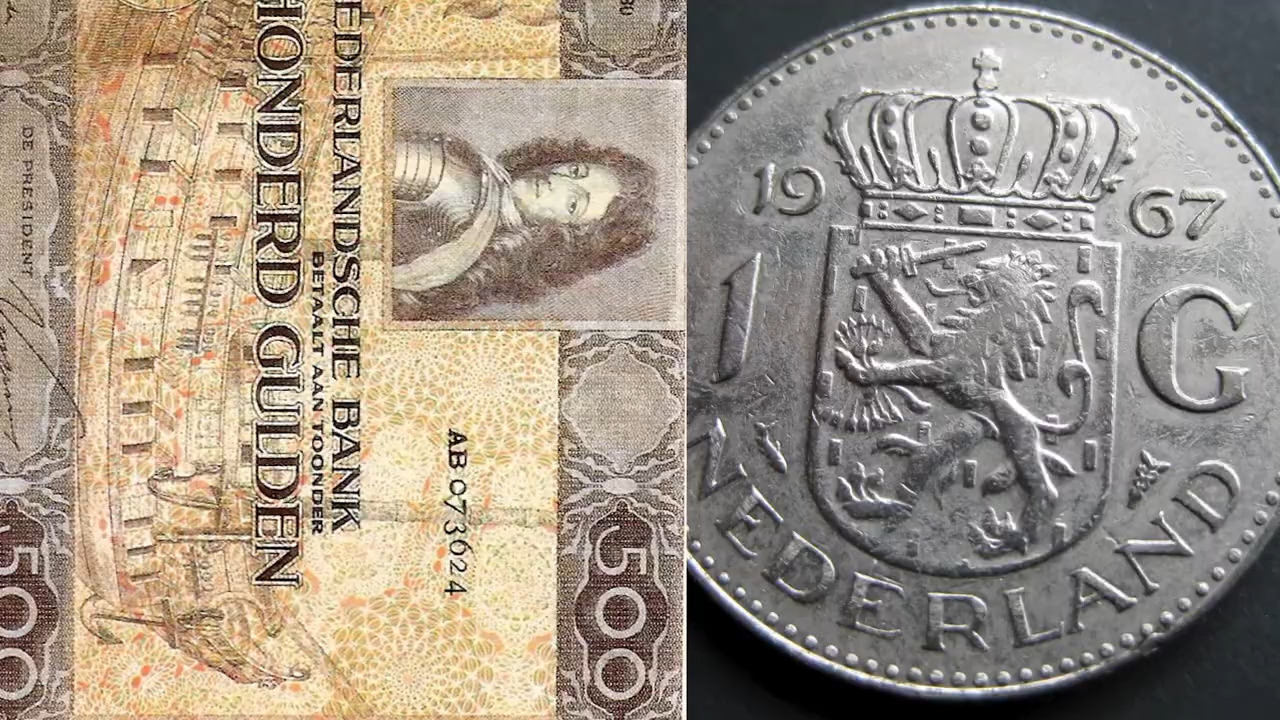 EDERLANDSCHE BANK
BETAALT AAN TOONDER
HONDERD GULDEN
AB 073624
DE PRESIDENT
500
500
19 67
1 G
NEDERLAND